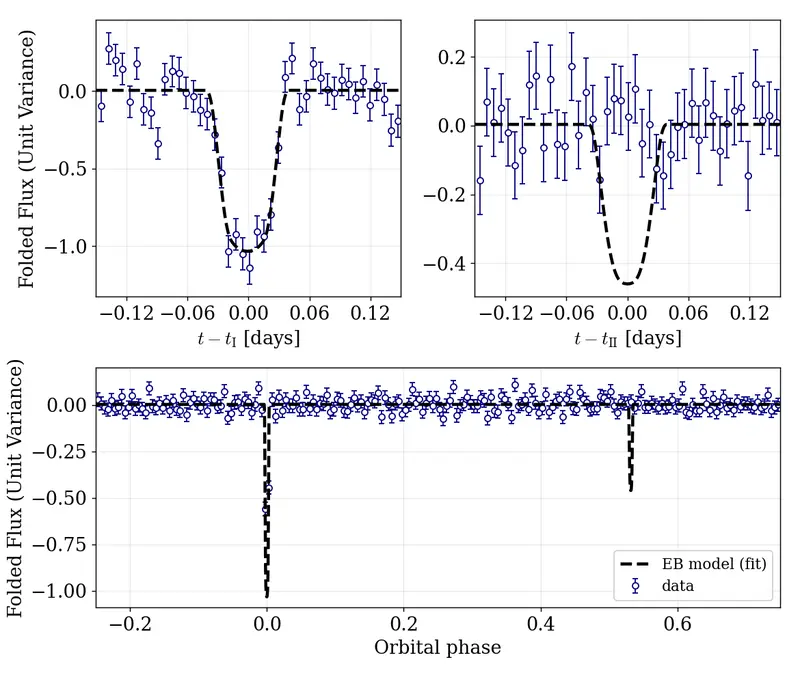 Folded Flux (Unit Variance)
0.0
−0.5
−1.0
−0.12 −0.06 0.00 0.06 0.12
t − t_I [days]
0.2
0.0
−0.2
−0.4
−0.12 −0.06 0.00 0.06 0.12
t − t_II [days]
Folded Flux (Unit Variance)
0.00
−0.25
−0.50
−0.75
−1.00
−0.2 0.0 0.2 0.4 0.6
Orbital phase
EB model (fit)
data